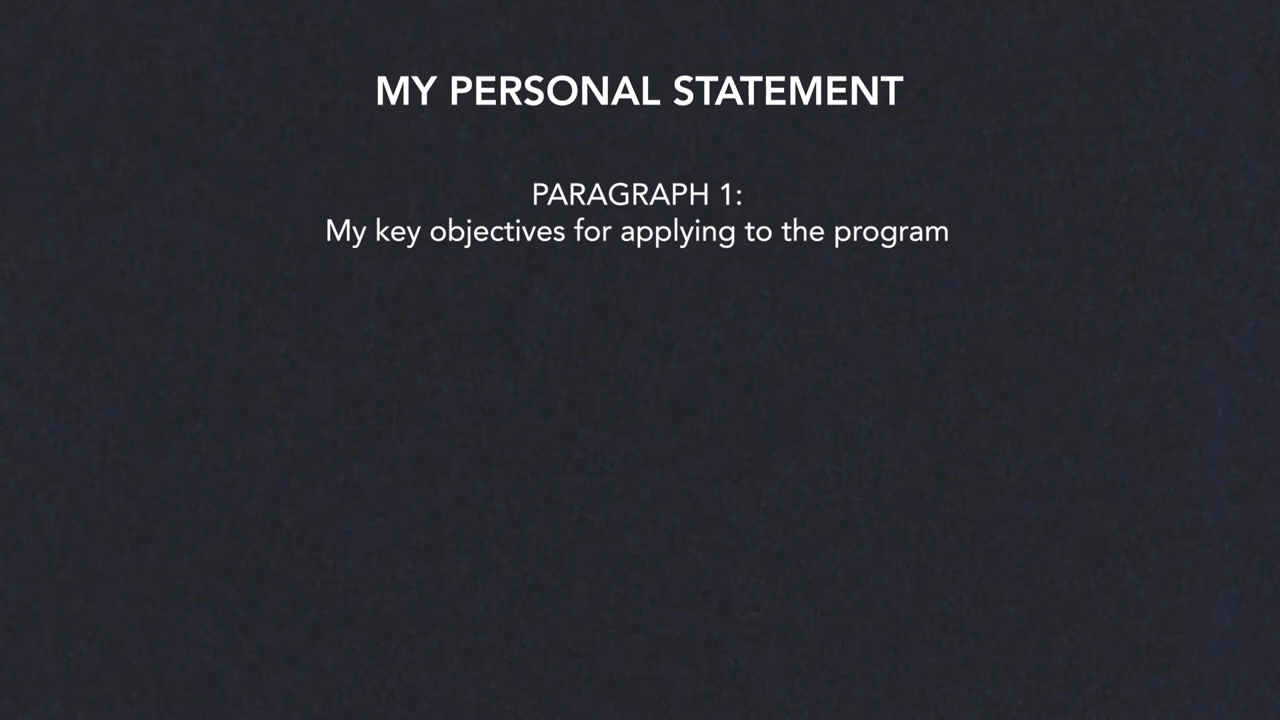 MY PERSONAL STATEMENT
PARAGRAPH 1:
My key objectives for applying to the program